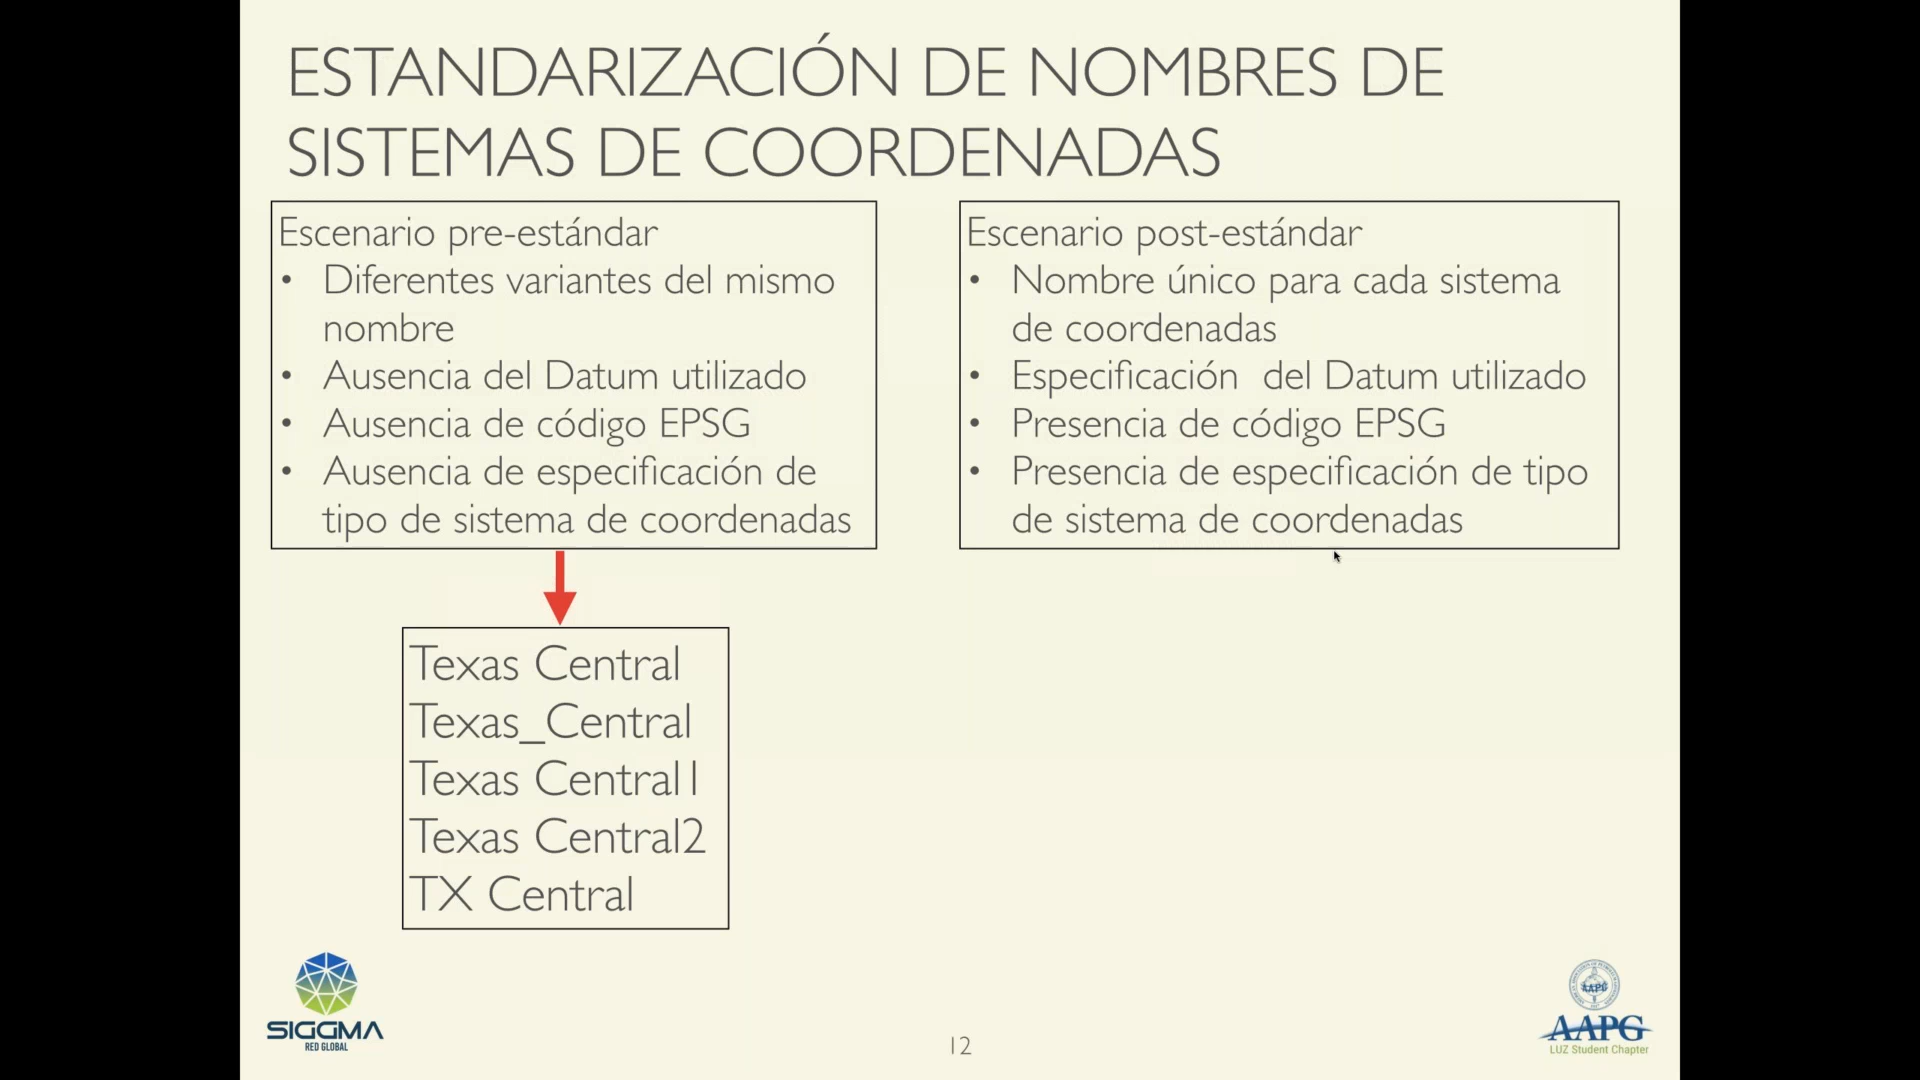 ESTANDARIZACIÓN DE NOMBRES DE
SISTEMAS DE COORDENADAS
Escenario pre-estándar
• Diferentes variantes del mismo
nombre
• Ausencia del Datum utilizado
• Ausencia de código EPSG
• Ausencia de especificación de
tipo de sistema de coordenadas
Escenario post-estándar
• Nombre único para cada sistema
de coordenadas
• Especificación del Datum utilizado
• Presencia de código EPSG
• Presencia de especificación de tipo
de sistema de coordenadas
Texas Central
Texas_Central
Texas Central1
Texas Central2
TX Central
SIGGMA
RED GLOBAL
12
AAPG
AAPG
LUZ Student Chapter